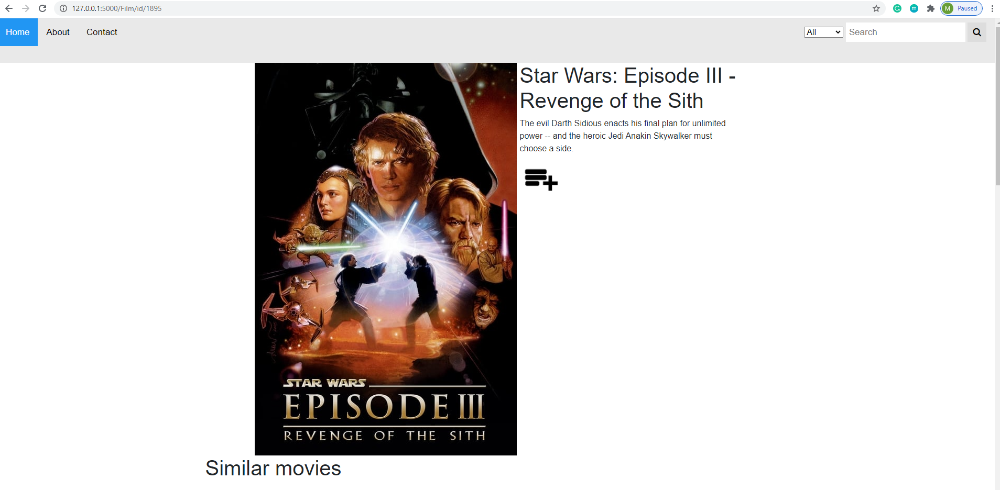 127.0.0.1:5000/Film/id/1895
G
m
M Paused
Home About Contact
All Search
Star Wars: Episode III -
Revenge of the Sith
The evil Darth Sidious enacts his final plan for unlimited
power -- and the heroic Jedi Anakin Skywalker must
choose a side.
STAR WARS
EPISODE III
REVENGE OF THE SITH
Similar movies